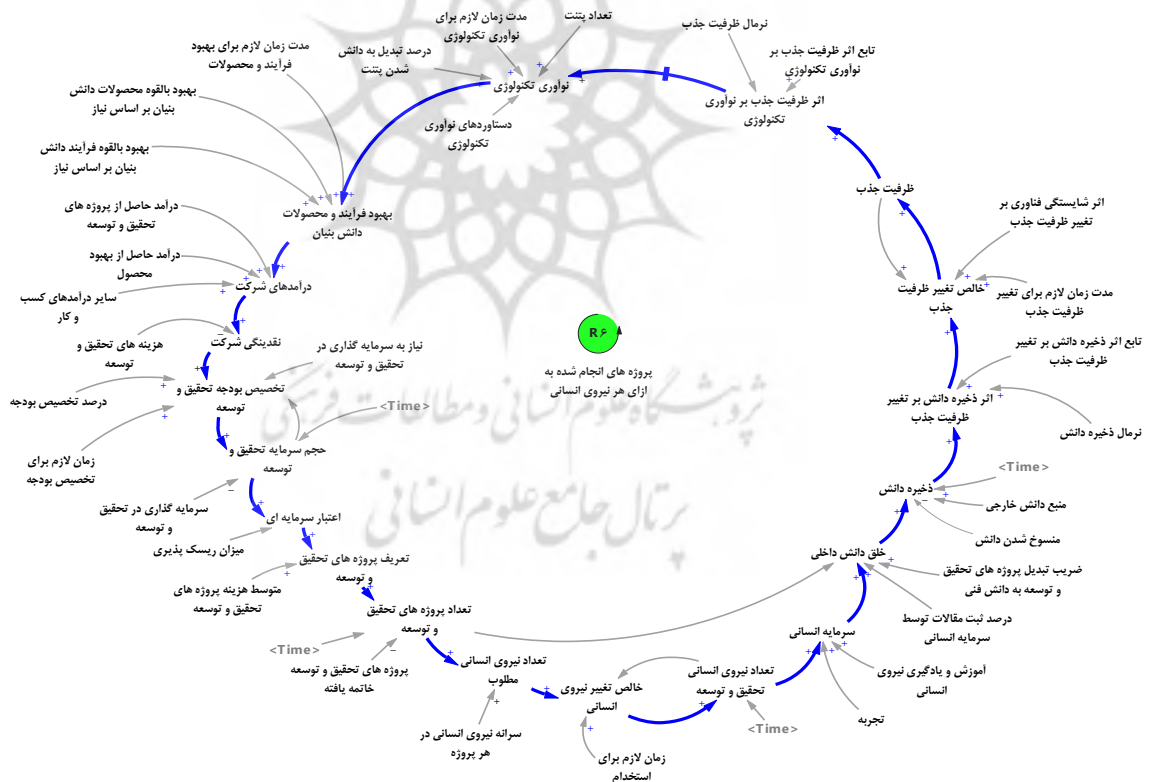 تعداد پتنت
مدت زمان لازم برای
نوآوری تکنولوژی
نرمال ظرفیت جذب
درصد تبدیل به دانش
شدن پتنت
مدت زمان لازم برای بهبود
فرآیند و محصولات
تابع اثر ظرفیت جذب بر
نوآوری تکنولوژی
نوآوری تکنولوژی
اثر ظرفیت جذب بر نوآوری
تکنولوژی
بهبود بالقوه محصولات دانش
بنیان بر اساس نیاز
دستاوردهای نوآوری
تکنولوژی
بهبود بالقوه فرآیند دانش
بنیان بر اساس نیاز
ظرفیت جذب
بهبود فرآیند و محصولات
دانش بنیان
درآمد حاصل از پروژه های
تحقیق و توسعه
اثر شایستگی فناوری بر
تغییر ظرفیت جذب
درآمد حاصل از بهبود
محصول
درآمدهای شرکت
خالص تغییر ظرفیت
جذب
مدت زمان لازم برای تغییر
ظرفیت جذب
سایر درآمدهای کسب
و کار
R۶
پروژه های انجام شده به
ازای هر نیروی انسانی
نقدینگی شرکت
هزینه های تحقیق و
توسعه
نیاز به سرمایه گذاری در
تحقیق و توسعه
تابع اثر ذخیره دانش بر تغییر
ظرفیت جذب
تخصیص بودجه تحقیق و
توسعه
درصد تخصیص بودجه
<Time>
اثر ذخیره دانش بر تغییر
ظرفیت جذب
نرمال ذخیره دانش
زمان لازم برای
تخصیص بودجه
حجم سرمایه تحقیق و
توسعه
<Time>
ذخیره دانش
منبع دانش خارجی
منسوخ شدن دانش
سرمایه گذاری در تحقیق
و توسعه
اعتبار سرمایه ای
میزان ریسک پذیری
تعریف پروژه های تحقیق
و توسعه
خلق دانش داخلی
ضریب تبدیل پروژه های تحقیق
و توسعه به دانش فنی
متوسط هزینه پروژه های
تحقیق و توسعه
تعداد پروژه های تحقیق
و توسعه
درصد ثبت مقالات توسط
سرمایه انسانی
سرمایه انسانی
<Time>
پروژه های تحقیق و توسعه
خاتمه یافته
تعداد نیروی انسانی
مطلوب
خالص تغییر نیروی
انسانی
تعداد نیروی انسانی
تحقیق و توسعه
آموزش و یادگیری نیروی
انسانی
تجربه
<Time>
سرانه نیروی انسانی در
هر پروژه
زمان لازم برای
استخدام
پژوهشگاه علوم انسانی و مطالعات فرهنگی
پرتال جامع علوم انسانی